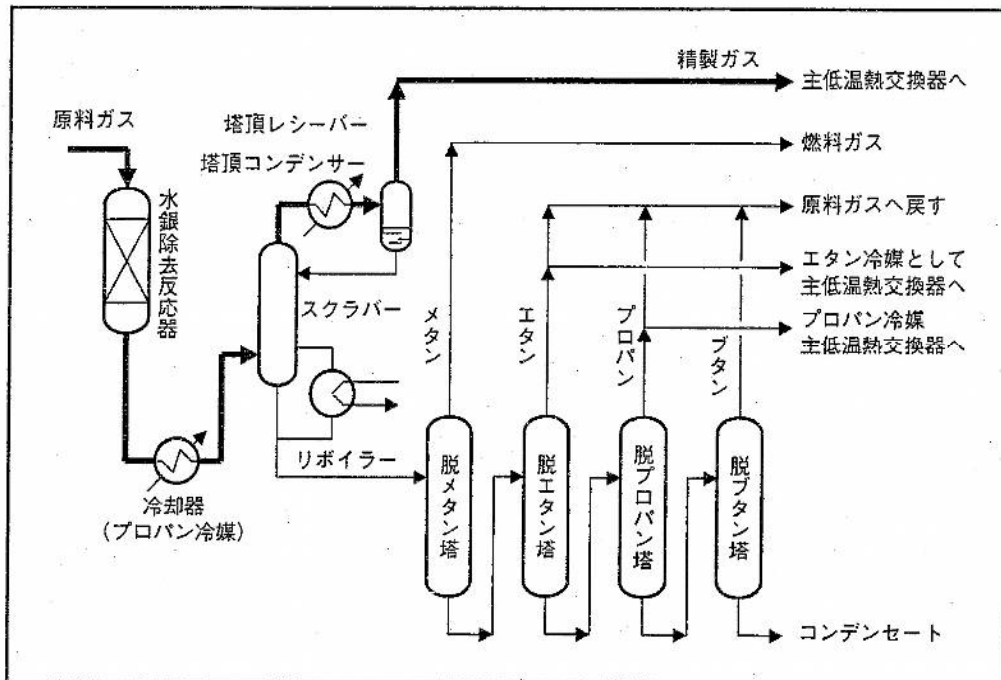 精製ガス
主低温熱交換器へ
原料ガス
塔頂レシーバー
塔頂コンデンサー
燃料ガス
水銀除去反応器
原料ガスへ戻す
スクラバー
エタン冷媒として
主低温熱交換器へ
メタン
エタン
プロパン
ブタン
プロパン冷媒
主低温熱交換器へ
リボイラー
冷却器
(プロパン冷媒)
脱メタン塔
脱エタン塔
脱プロパン塔
脱ブタン塔
コンデンセート